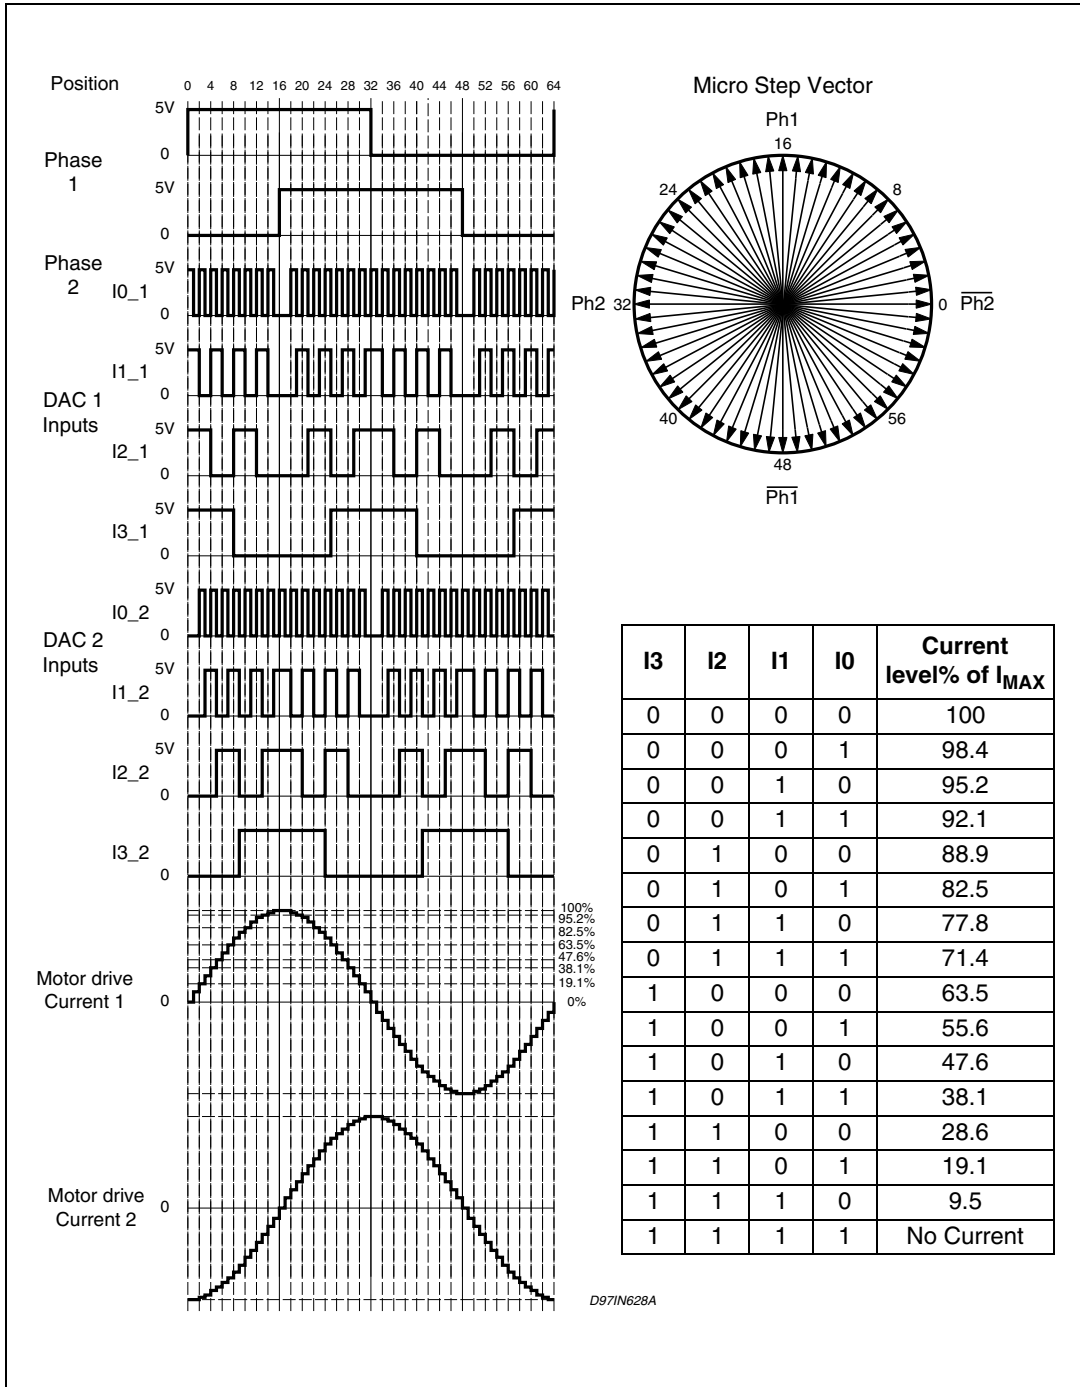 Position
0 4 8 12 16 20 24 28 32 36 40 44 48 52 56 60 64
5V
0
Phase
1
5V
0
Phase
2
I0_1
5V
0
I1_1
5V
0
DAC 1
Inputs
I2_1
5V
0
I3_1
5V
0
I0_2
5V
0
DAC 2
Inputs
I1_2
5V
0
I2_2
5V
0
I3_2
0
100%
95.2%
82.5%
63.5%
47.6%
38.1%
19.1%
0%
Motor drive
Current 1
0
Motor drive
Current 2
0
Micro Step Vector
Ph1
16
24
8
Ph2 32
0 Ph2
40
56
48
Ph1
I3 I2 I1 I0 Current level% of IMAX
0 0 0 0 100
0 0 0 1 98.4
0 0 1 0 95.2
0 0 1 1 92.1
0 1 0 0 88.9
0 1 0 1 82.5
0 1 1 0 77.8
0 1 1 1 71.4
1 0 0 0 63.5
1 0 0 1 55.6
1 0 1 0 47.6
1 0 1 1 38.1
1 1 0 0 28.6
1 1 0 1 19.1
1 1 1 0 9.5
1 1 1 1 No Current
D97IN628A